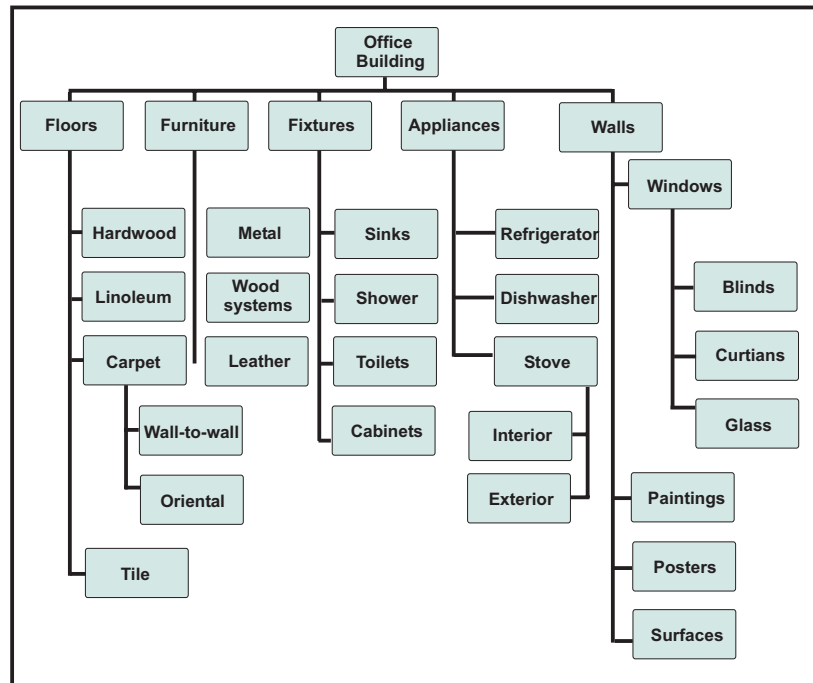 Office
Building
Floors
Furniture
Fixtures
Appliances
Walls
Windows
Hardwood
Metal
Sinks
Refrigerator
Blinds
Linoleum
Wood
systems
Shower
Dishwasher
Carpet
Leather
Toilets
Stove
Curtians
Wall-to-wall
Cabinets
Interior
Glass
Oriental
Exterior
Paintings
Tile
Posters
Surfaces